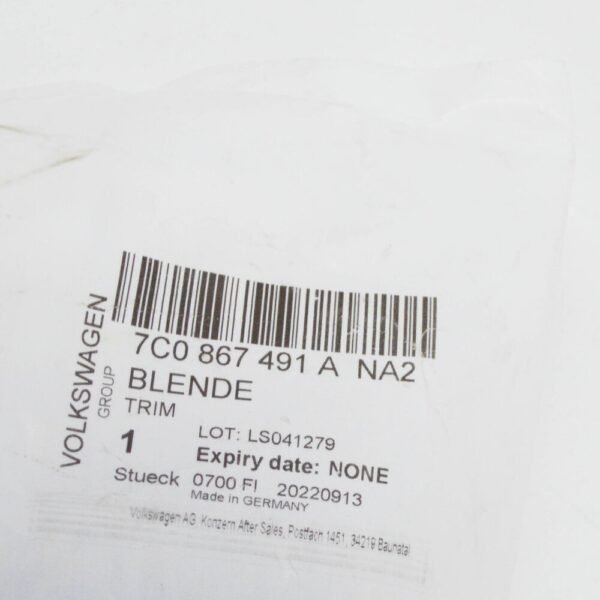 VOLKSWAGEN
GROUP
7C0 867 491 A NA2
BLENDE
TRIM
1
LOT: LS041279
Expiry date: NONE
Stueck 0700 FI 20220913
Made in GERMANY
Volkswagen AG, Konzern After Sales, Postfach 1451, 34219 Baunatal